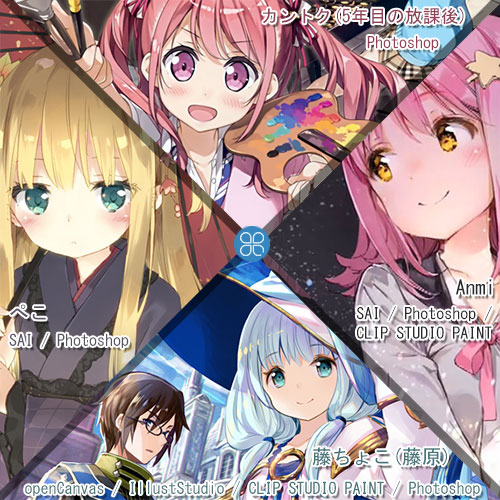 カントク(5年目の放課後)
Photoshop
ぺこ
SAI / Photoshop
Anmi
SAI / Photoshop /
CLIP STUDIO PAINT
藤ちょこ(藤原)
openCanvas / IllustStudio / CLIP STUDIO PAINT / Photoshop